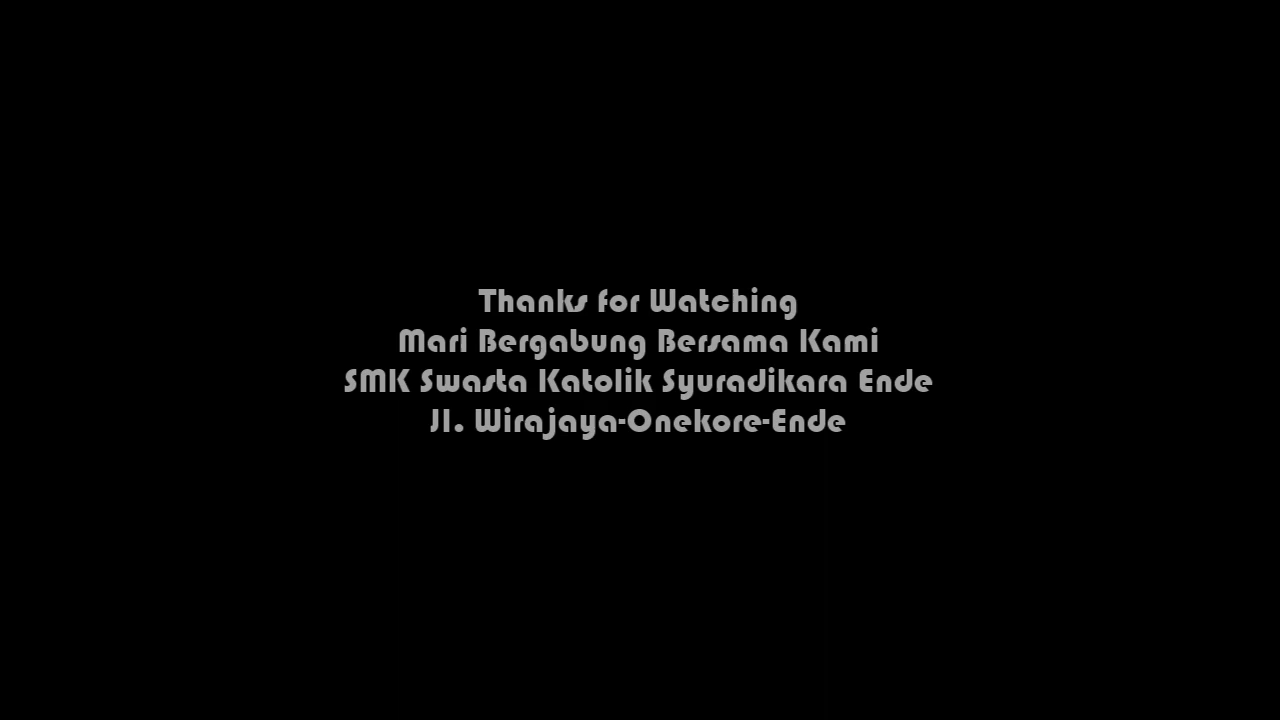 Thanks for Watching
Mari Bergabung Bersama Kami
SMK Swasta Katolik Syuradikara Ende
Jl. Wirajaya-Onekore-Ende